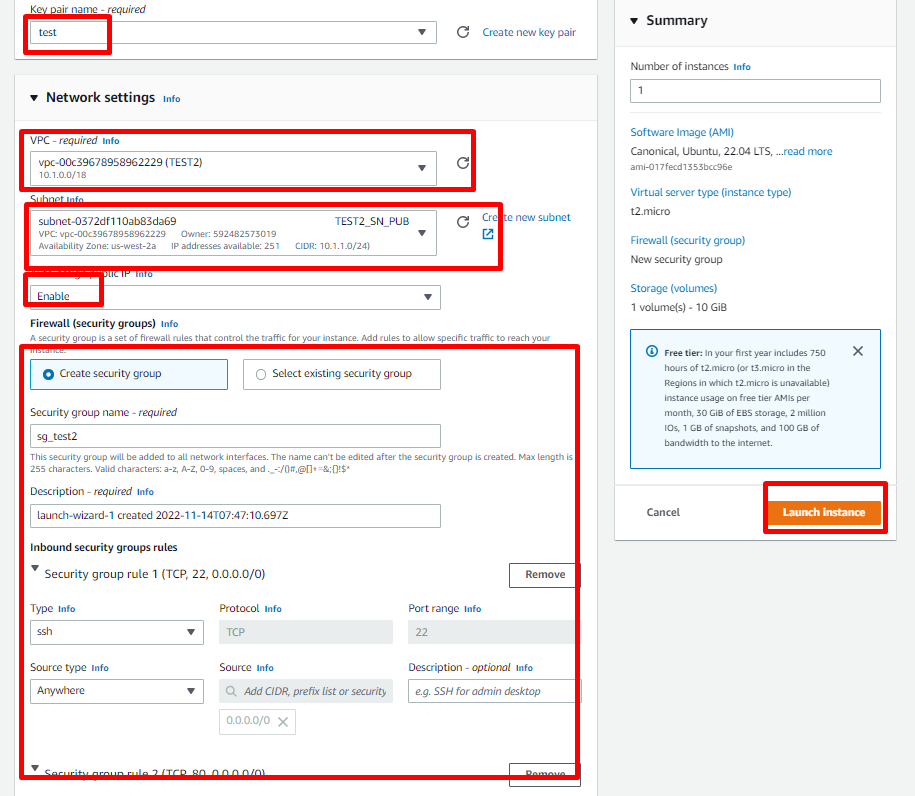 Key pair name - required
test
Create new key pair
Network settings Info
VPC - required Info
vpc-00c39678958962229 (TEST2)
10.1.0.0/18
Subnet Info
subnet-0372df110ab83da69 TEST2_SN_PUB
VPC: vpc-00c39678958962229 Owner: 592482573019
Availability Zone: us-west-2a IP addresses available: 251 CIDR: 10.1.1.0/24)
Create new subnet
public IP Info
Enable
Firewall (security groups) Info
A security group is a set of firewall rules that control the traffic for your instance. Add rules to allow specific traffic to reach your
instance.
Create security group
Select existing security group
Security group name - required
sg_test2
This security group will be added to all network interfaces. The name can't be edited after the security group is created. Max length is
255 characters. Valid characters: a-z, A-Z, 0-9, spaces, and ._-:/()#,@[]+=&;{}!$*
Description - required Info
launch-wizard-1 created 2022-11-14T07:47:10.697Z
Inbound security groups rules
Security group rule 1 (TCP, 22, 0.0.0.0/0)
Remove
Type Info
Protocol Info
Port range Info
ssh
TCP
22
Source type Info
Source Info
Description - optional Info
Anywhere
Add CIDR, prefix list or security
e.g. SSH for admin desktop
0.0.0.0/0
Security group rule 2 (TCP, 80, 0.0.0.0/0)
Remove
Summary
Number of instances Info
1
Software Image (AMI)
Canonical, Ubuntu, 22.04 LTS, ...read more
ami-017fecd1353bcc96e
Virtual server type (instance type)
t2.micro
Firewall (security group)
New security group
Storage (volumes)
1 volume(s) - 10 GiB
Free tier: In your first year includes 750
hours of t2.micro (or t3.micro in the
Regions in which t2.micro is unavailable)
instance usage on free tier AMIs per
month, 30 GiB of EBS storage, 2 million
IOs, 1 GB of snapshots, and 100 GB of
bandwidth to the internet.
Cancel
Launch instance